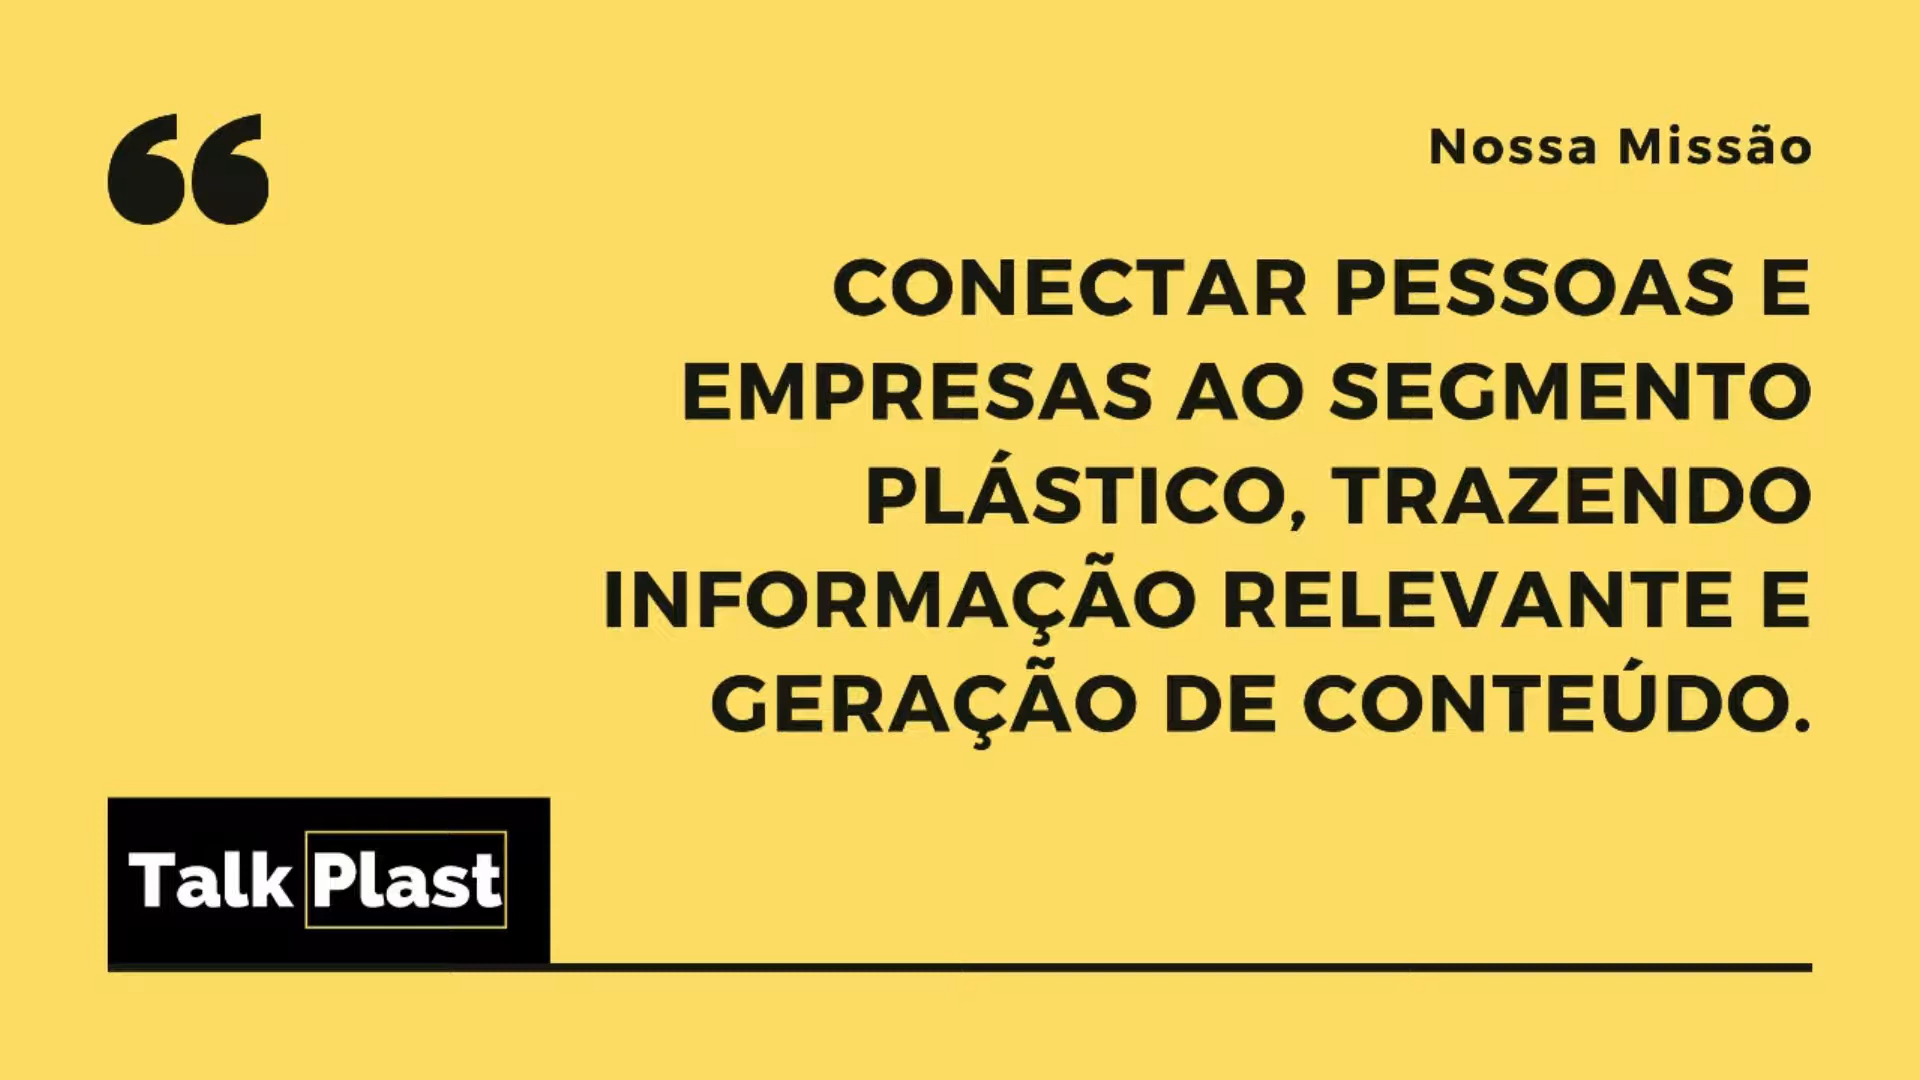 Nossa Missão
CONECTAR PESSOAS E
EMPRESAS AO SEGMENTO
PLÁSTICO, TRAZENDO
INFORMAÇÃO RELEVANTE E
GERAÇÃO DE CONTEÚDO.
Talk Plast